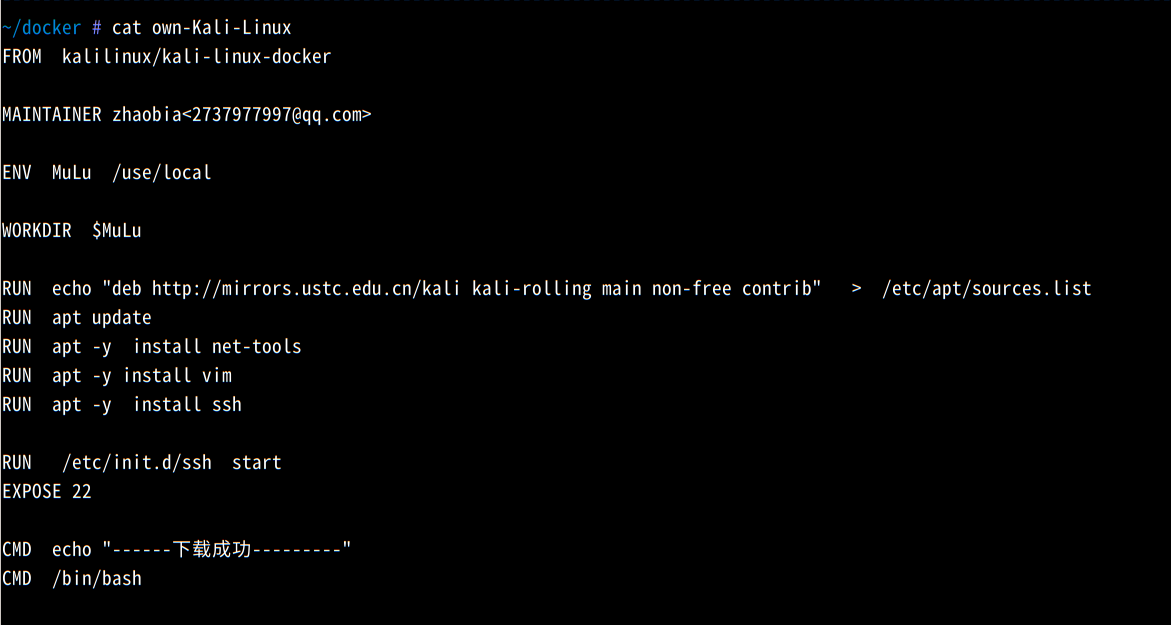 ~/docker # cat own-Kali-Linux
FROM  kalilinux/kali-linux-docker
MAINTAINER zhaobia<2737977997@qq.com>
ENV  MuLu  /use/local
WORKDIR  $MuLu
RUN  echo "deb http://mirrors.ustc.edu.cn/kali kali-rolling main non-free contrib"   >  /etc/apt/sources.list
RUN  apt update
RUN  apt -y  install net-tools
RUN  apt -y install vim
RUN  apt -y  install ssh
RUN   /etc/init.d/ssh  start
EXPOSE 22
CMD  echo "------下载成功---------"
CMD  /bin/bash